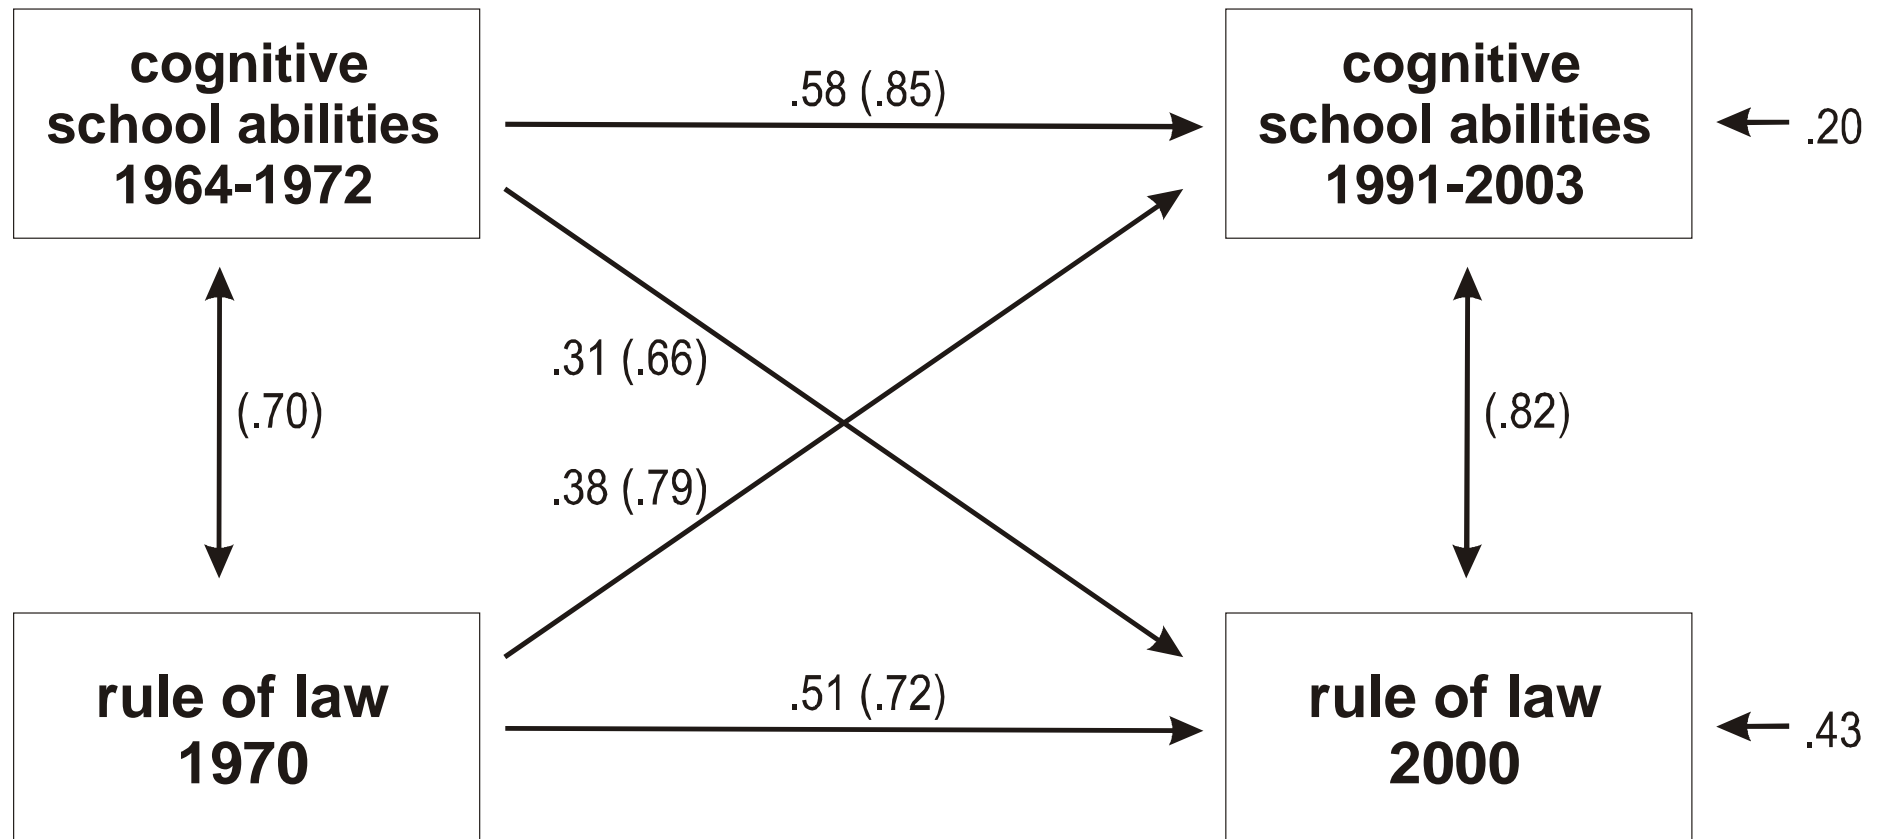 cognitive
school abilities
1964-1972
.58 (.85)
cognitive
school abilities
1991-2003
.20
.31 (.66)
(.70)
(.82)
.38 (.79)
rule of law
1970
.51 (.72)
rule of law
2000
.43